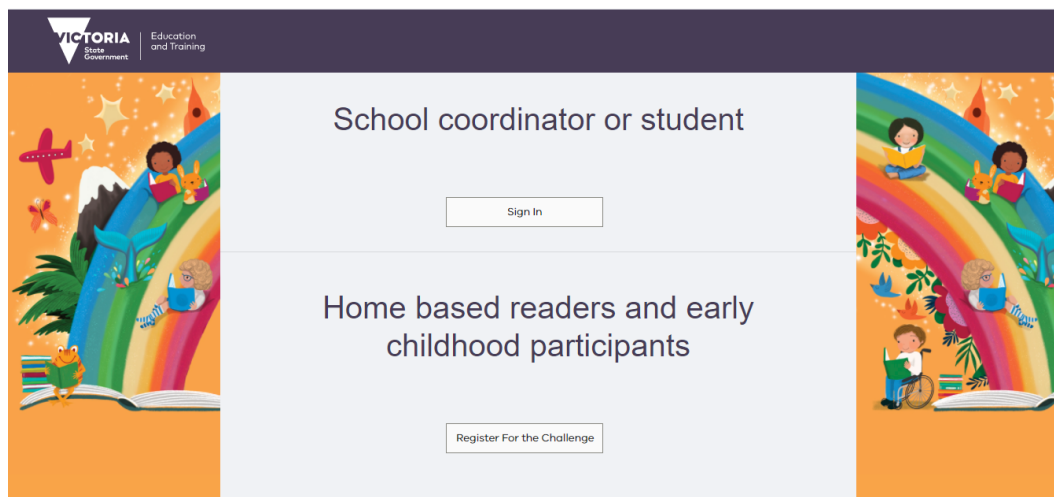 VICTORIA
State
Government
Education
and Training
School coordinator or student
Sign In
Home based readers and early
childhood participants
Register For the Challenge